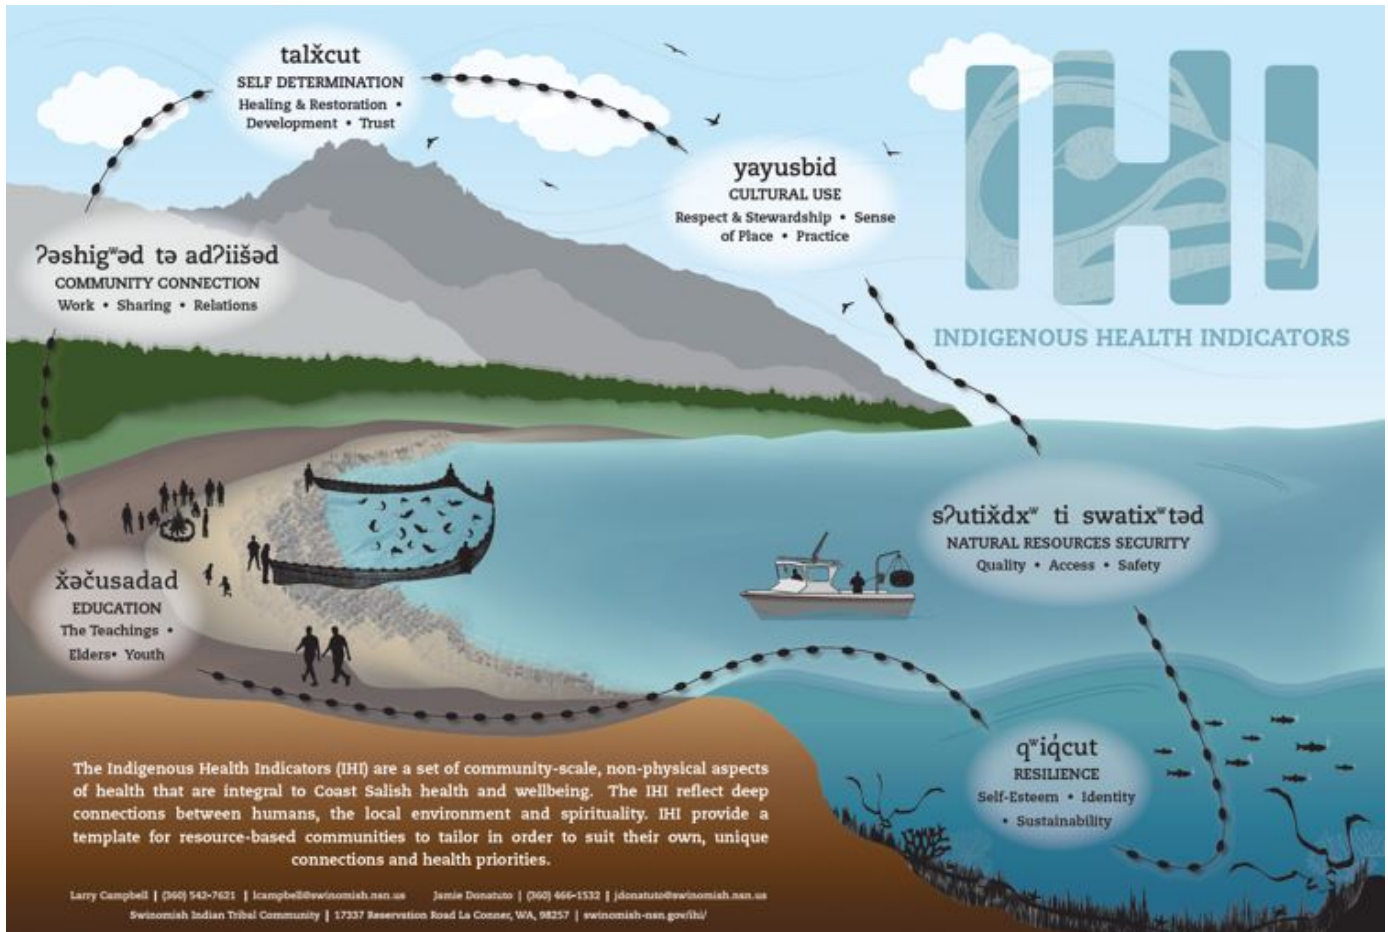 talx̌cut
SELF DETERMINATION
Healing & Restoration •
Development • Trust
yayusbid
CULTURAL USE
Respect & Stewardship • Sense
of Place • Practice
IHI
INDIGENOUS HEALTH INDICATORS
ʔəshigʷəd tə adʔiišəd
COMMUNITY CONNECTION
Work • Sharing • Relations
sʔutix̌dxʷ ti swatixʷtəd
NATURAL RESOURCES SECURITY
Quality • Access • Safety
x̌əčusadad
EDUCATION
The Teachings •
Elders• Youth
qʷiq̓cut
RESILIENCE
Self-Esteem • Identity
• Sustainability
The Indigenous Health Indicators (IHI) are a set of community-scale, non-physical aspects
of health that are integral to Coast Salish health and wellbeing. The IHI reflect deep
connections between humans, the local environment and spirituality. IHI provide a
template for resource-based communities to tailor in order to suit their own, unique
connections and health priorities.
Larry Campbell | (360) 542-7621 | lcampbell@swinomish.nsn.us Jamie Donatuto | (360) 466-1532 | jdonatuto@swinomish.nsn.us
Swinomish Indian Tribal Community | 17337 Reservation Road La Conner, WA, 98257 | swinomish-nsn.gov/ihi/